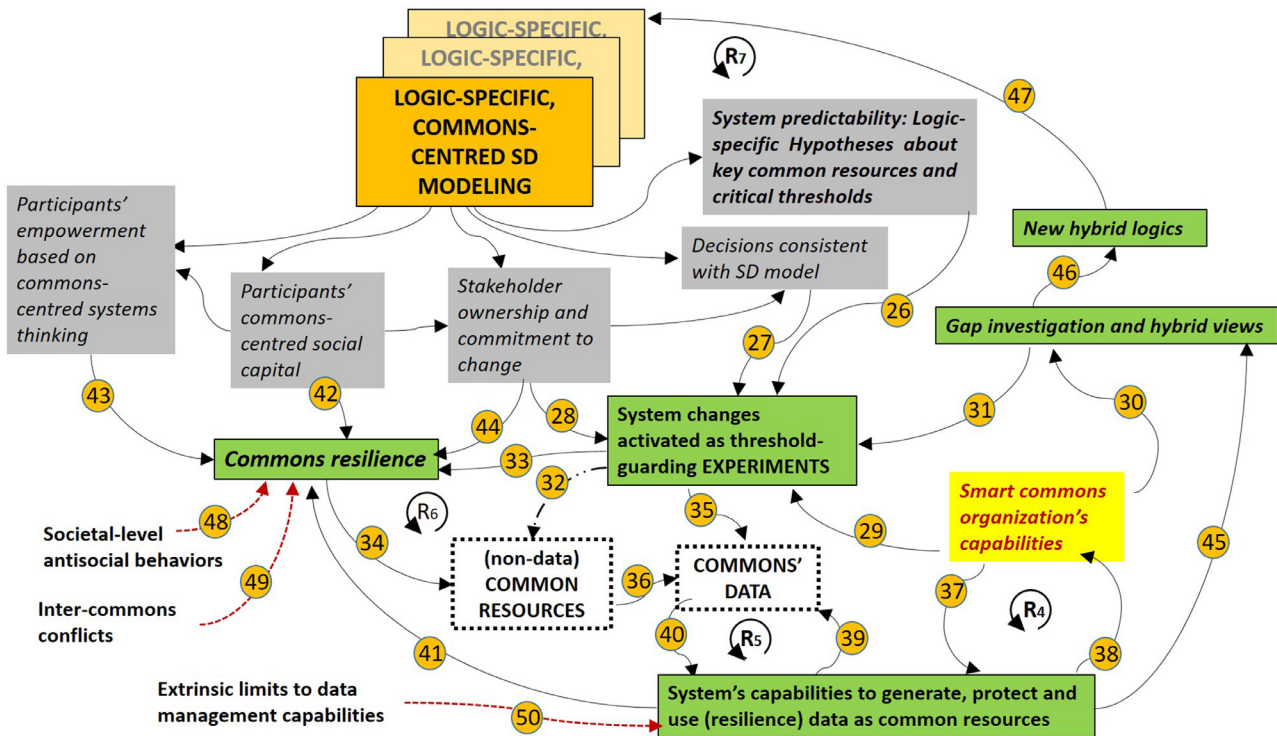 LOGIC-SPECIFIC,
LOGIC-SPECIFIC,
LOGIC-SPECIFIC,
COMMONS-
CENTRED SD
MODELING
R7
47
System predictability: Logic-
specific Hypotheses about
key common resources and
critical thresholds
Participants'
empowerment
based on
commons-
centred systems
thinking
Participants'
commons-
centred social
capital
Stakeholder
ownership and
commitment to
change
Decisions consistent
with SD model
New hybrid logics
46
26
Gap investigation and hybrid views
27
43
42
44
28
31
30
System changes
activated as threshold-
guarding EXPERIMENTS
Commons resilience
33
32
35
Smart commons
organization's
capabilities
48
Societal-level
antisocial behaviors
49
Inter-commons
conflicts
34
R6
29
45
(non-data)
COMMON
RESOURCES
36
COMMONS'
DATA
37
R4
38
40
R5
39
41
Extrinsic limits to data
management capabilities
50
System's capabilities to generate, protect and
use (resilience) data as common resources